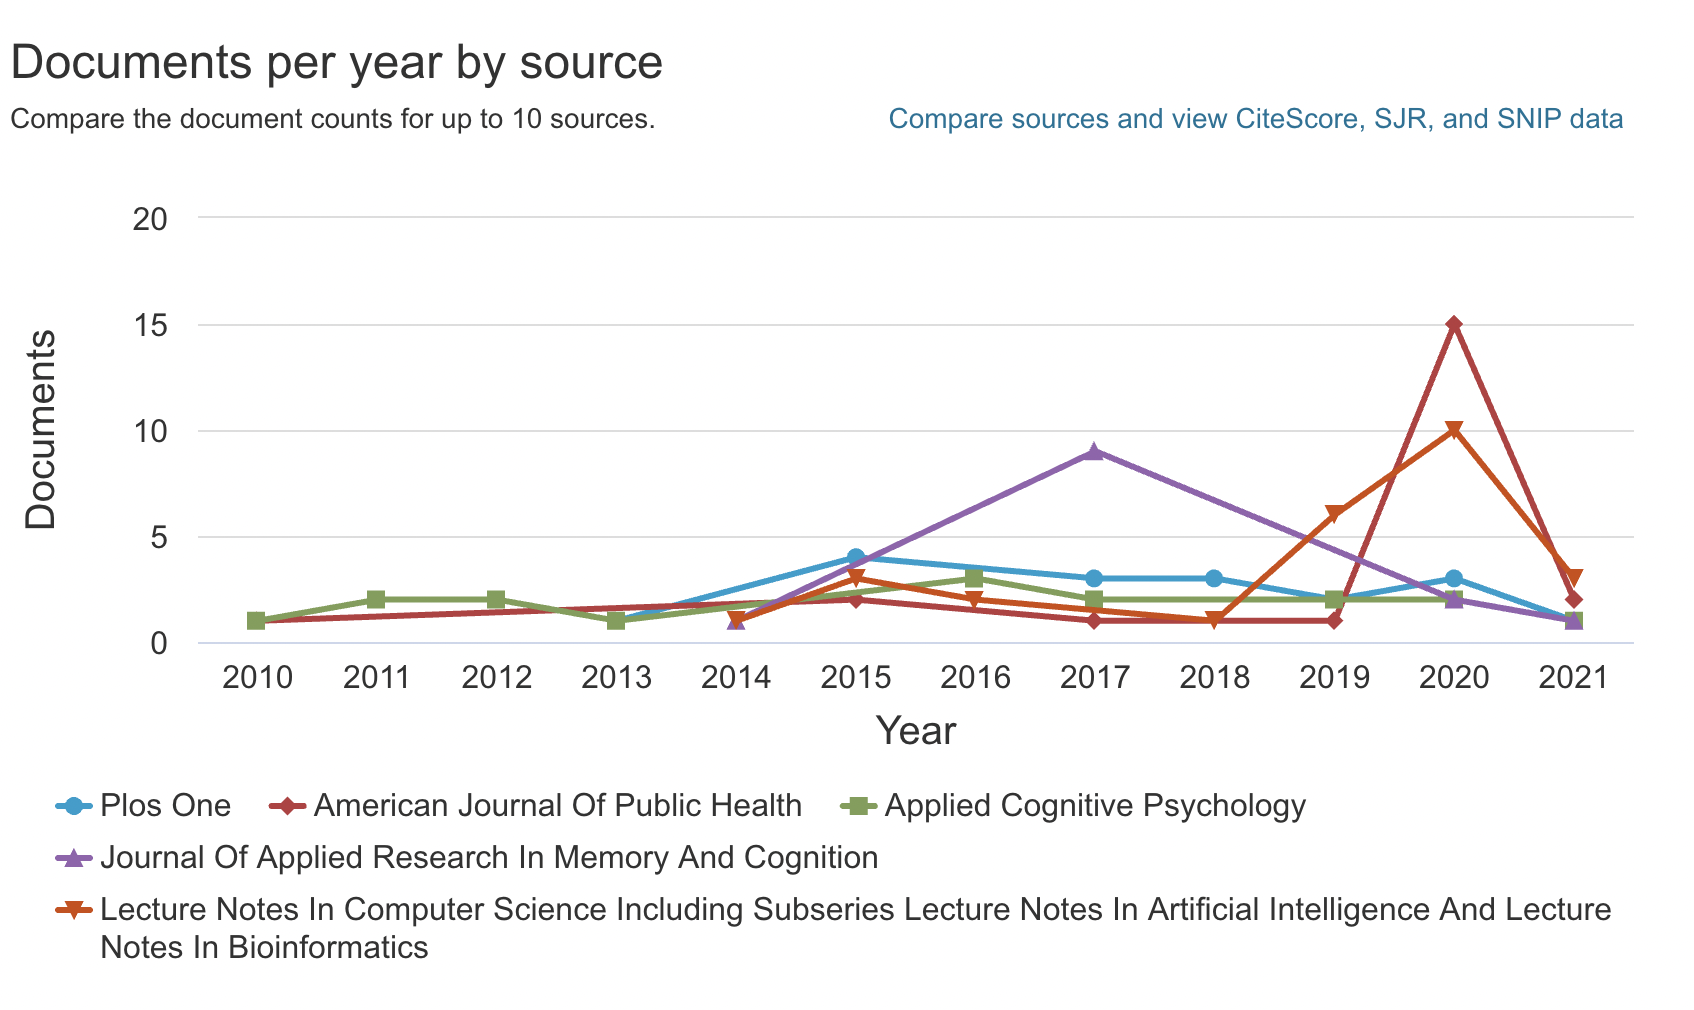 Documents per year by source
Compare the document counts for up to 10 sources.
Compare sources and view CiteScore, SJR, and SNIP data
20
15
10
5
0
Documents
2010 2011 2012 2013 2014 2015 2016 2017 2018 2019 2020 2021
Year
Plos One American Journal Of Public Health Applied Cognitive Psychology
Journal Of Applied Research In Memory And Cognition
Lecture Notes In Computer Science Including Subseries Lecture Notes In Artificial Intelligence And Lecture
Notes In Bioinformatics